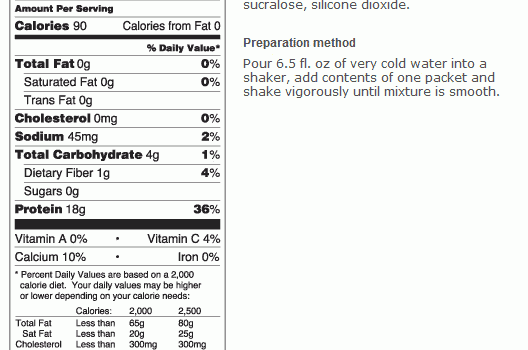 Amount Per Serving
Calories 90 Calories from Fat 0
% Daily Value*
Total Fat 0g 0%
Saturated Fat 0g 0%
Trans Fat 0g
Cholesterol 0mg 0%
Sodium 45mg 2%
Total Carbohydrate 4g 1%
Dietary Fiber 1g 4%
Sugars 0g
Protein 18g 36%
Vitamin A 0% • Vitamin C 4%
Calcium 10% • Iron 0%
* Percent Daily Values are based on a 2,000
calorie diet. Your daily values may be higher
or lower depending on your calorie needs:
Calories: 2,000 2,500
Total Fat Less than 65g 80g
Sat Fat Less than 20g 25g
Cholesterol Less than 300mg 300mg
sucralose, silicone dioxide.
Preparation method
Pour 6.5 fl. oz of very cold water into a
shaker, add contents of one packet and
shake vigorously until mixture is smooth.